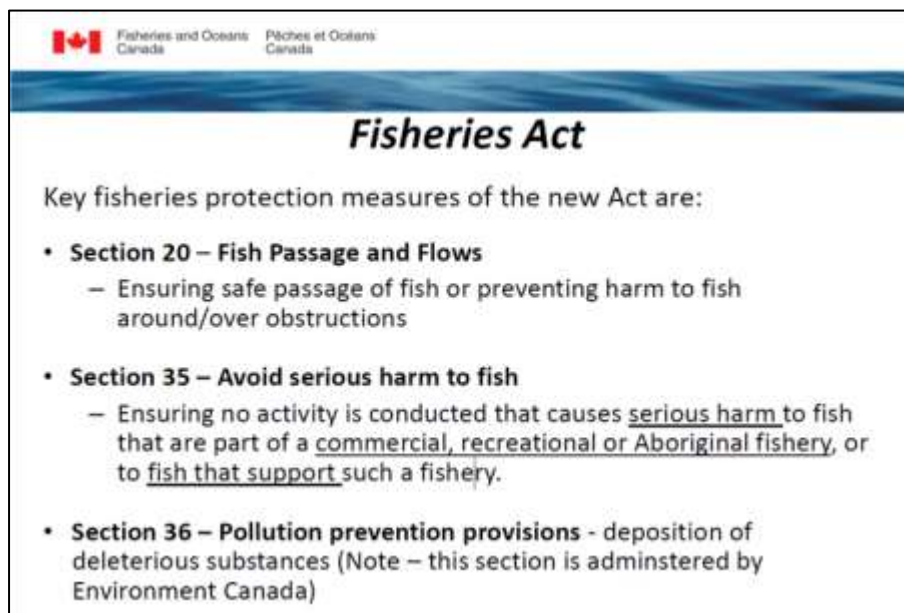 Fisheries and Oceans Canada
Pêches et Océans Canada
Fisheries Act
Key fisheries protection measures of the new Act are:
• Section 20 – Fish Passage and Flows
– Ensuring safe passage of fish or preventing harm to fish
around/over obstructions
• Section 35 – Avoid serious harm to fish
– Ensuring no activity is conducted that causes serious harm to fish
that are part of a commercial, recreational or Aboriginal fishery, or
to fish that support such a fishery.
• Section 36 – Pollution prevention provisions - deposition of
deleterious substances (Note – this section is adminstered by
Environment Canada)